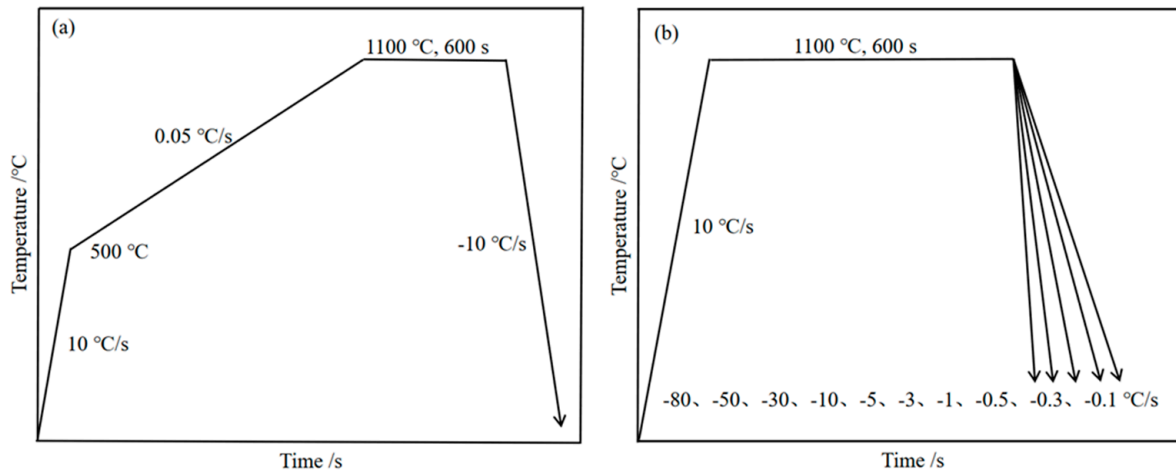 (a)
1100 ℃, 600 s
0.05 ℃/s
500 ℃
-10 ℃/s
10 ℃/s
Temperature /℃
Time /s
(b)
1100 ℃, 600 s
10 ℃/s
-80、-50、-30、-10、-5、-3、-1、-0.5、-0.3、-0.1 ℃/s
Temperature /℃
Time /s